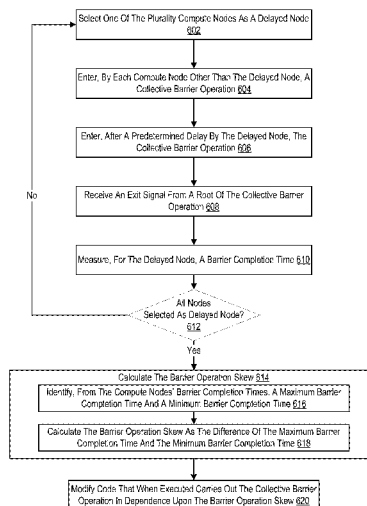 Select One Of The Plurality Compute Nodes As A Delayed Node
602
Enter, By Each Compute Node Other Than The Delayed Node, A
Collective Barrier Operation 604
Enter, After A Predetermined Delay By The Delayed Node, The
Collective Barrier Operation 606
Receive An Exit Signal From A Root Of The Collective Barrier
Operation 608
No
Measure, For The Delayed Node, A Barrier Completion Time 610
All Nodes
Selected As Delayed Node?
612
Yes
Calculate The Barrier Operation Skew 614
Identify, From The Compute Nodes' Barrier Completion Times, A Maximum Barrier
Completion Time And A Minimum Barrier Completion Time 616
Calculate The Barrier Operation Skew As The Difference Of The Maximum Barrier
Completion Time And The Minimum Barrier Completion Time 618
Modify Code That When Executed Carries Out The Collective Barrier
Operation In Dependence Upon The Barrier Operation Skew 620